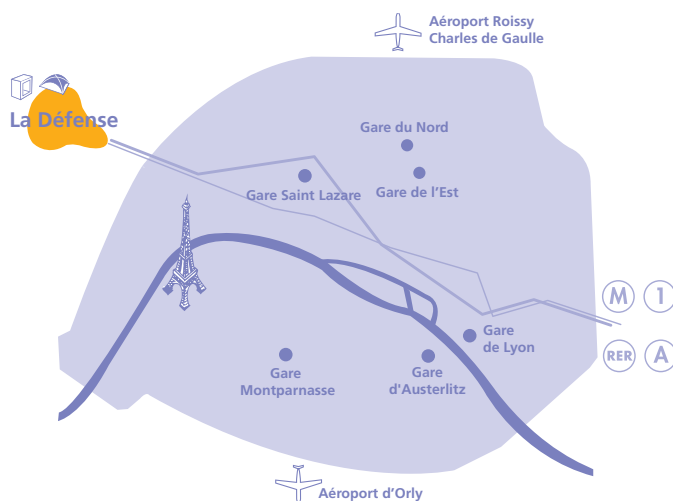 Aéroport Roissy
Charles de Gaulle
La Défense
Gare du Nord
Gare de l'Est
Gare Saint Lazare
M 1
Gare
de Lyon
RER A
Gare
Montparnasse
Gare
d'Austerlitz
Aéroport d'Orly